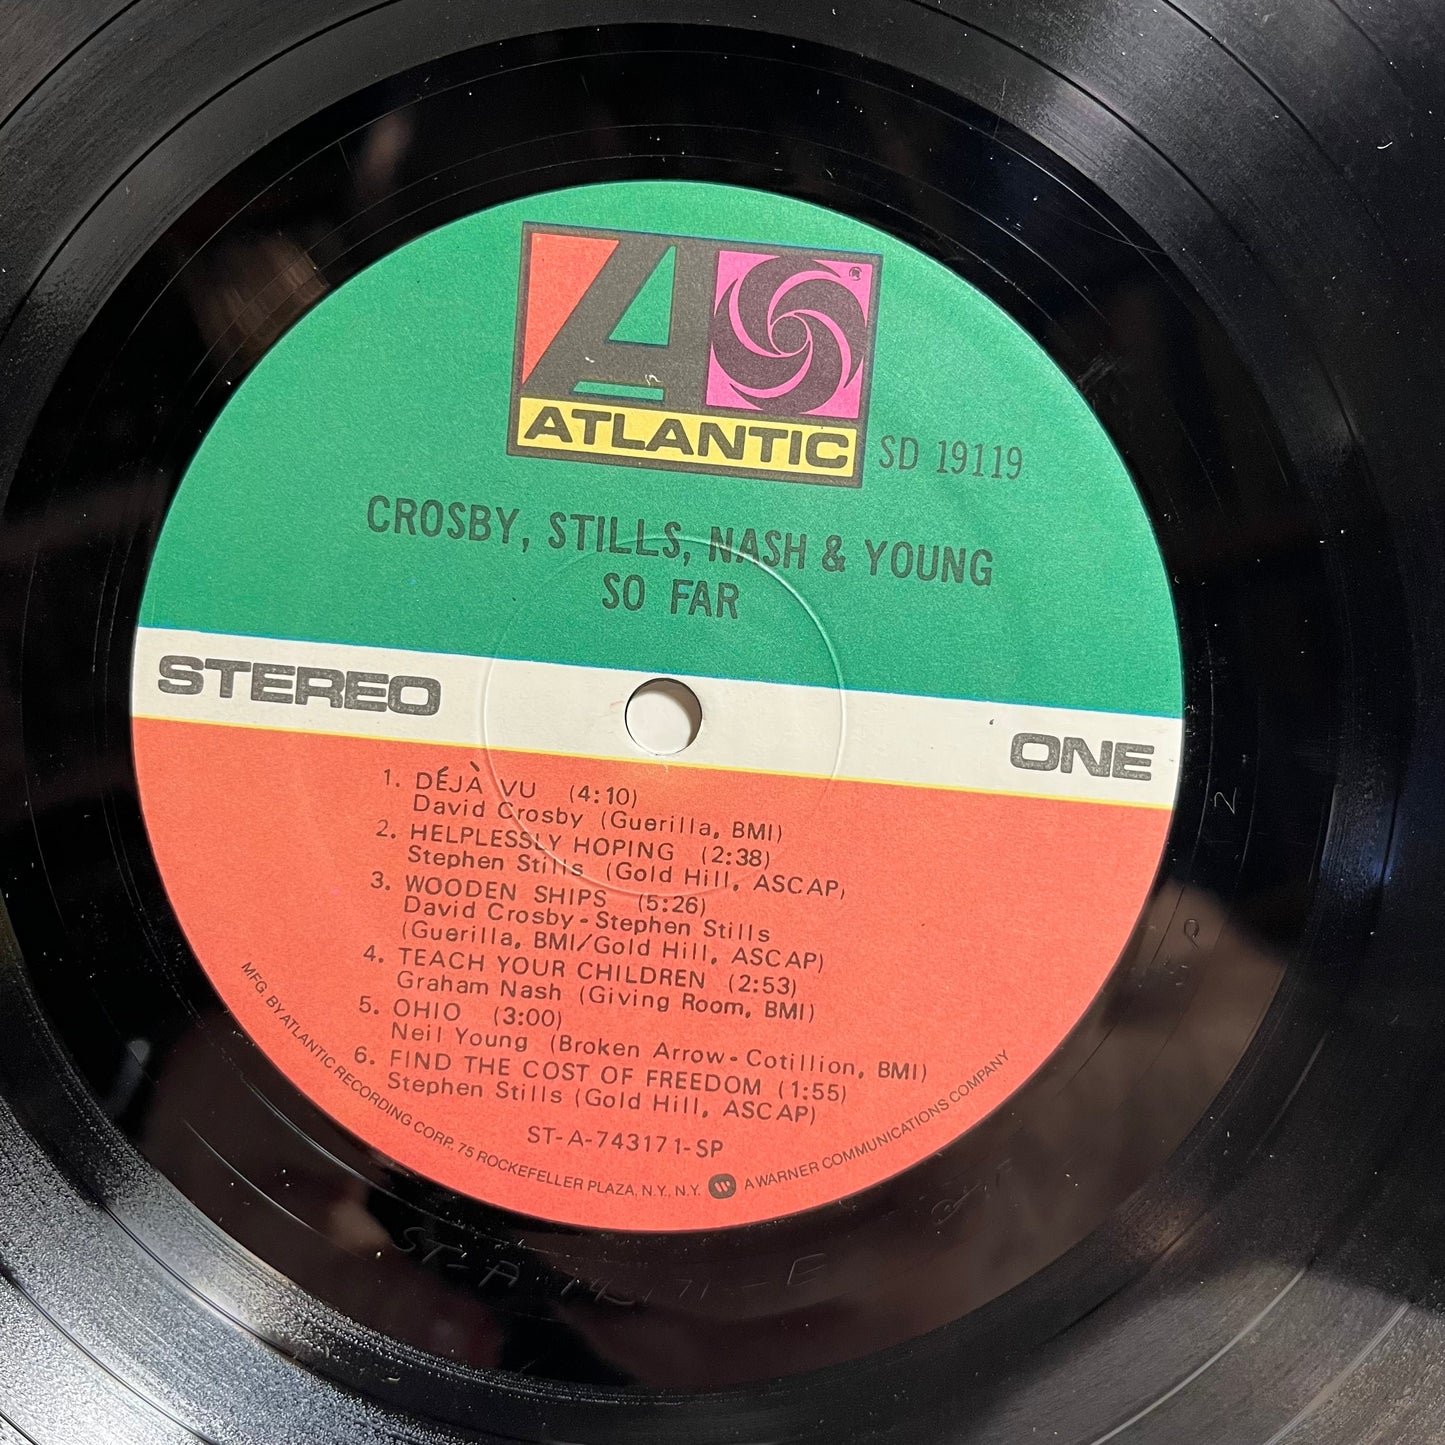 ATLANTIC
®
SD 19119
CROSBY, STILLS, NASH & YOUNG
SO FAR
STEREO
ONE
1. DÉJÀ VU (4:10)
David Crosby (Guerilla, BMI)
2. HELPLESSLY HOPING (2:38)
Stephen Stills (Gold Hill, ASCAP)
3. WOODEN SHIPS (5:26)
David Crosby-Stephen Stills
(Guerilla, BMI/Gold Hill, ASCAP)
4. TEACH YOUR CHILDREN (2:53)
Graham Nash (Giving Room, BMI)
5. OHIO (3:00)
Neil Young (Broken Arrow-Cotillion, BMI)
6. FIND THE COST OF FREEDOM (1:55)
Stephen Stills (Gold Hill, ASCAP)
ST-A-743171-SP
MFG. BY ATLANTIC RECORDING CORP. 75 ROCKEFELLER PLAZA, N.Y., N.Y. A WARNER COMMUNICATIONS COMPANY